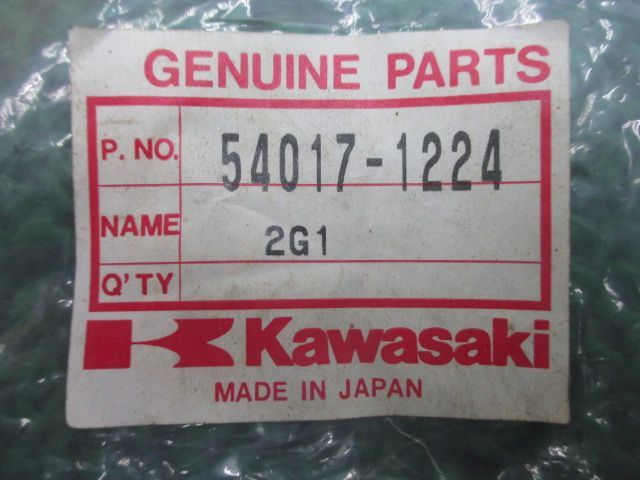 GENUINE PARTS
P. NO. 54017-1224
NAME 2G1
Q'TY
Kawasaki
MADE IN JAPAN